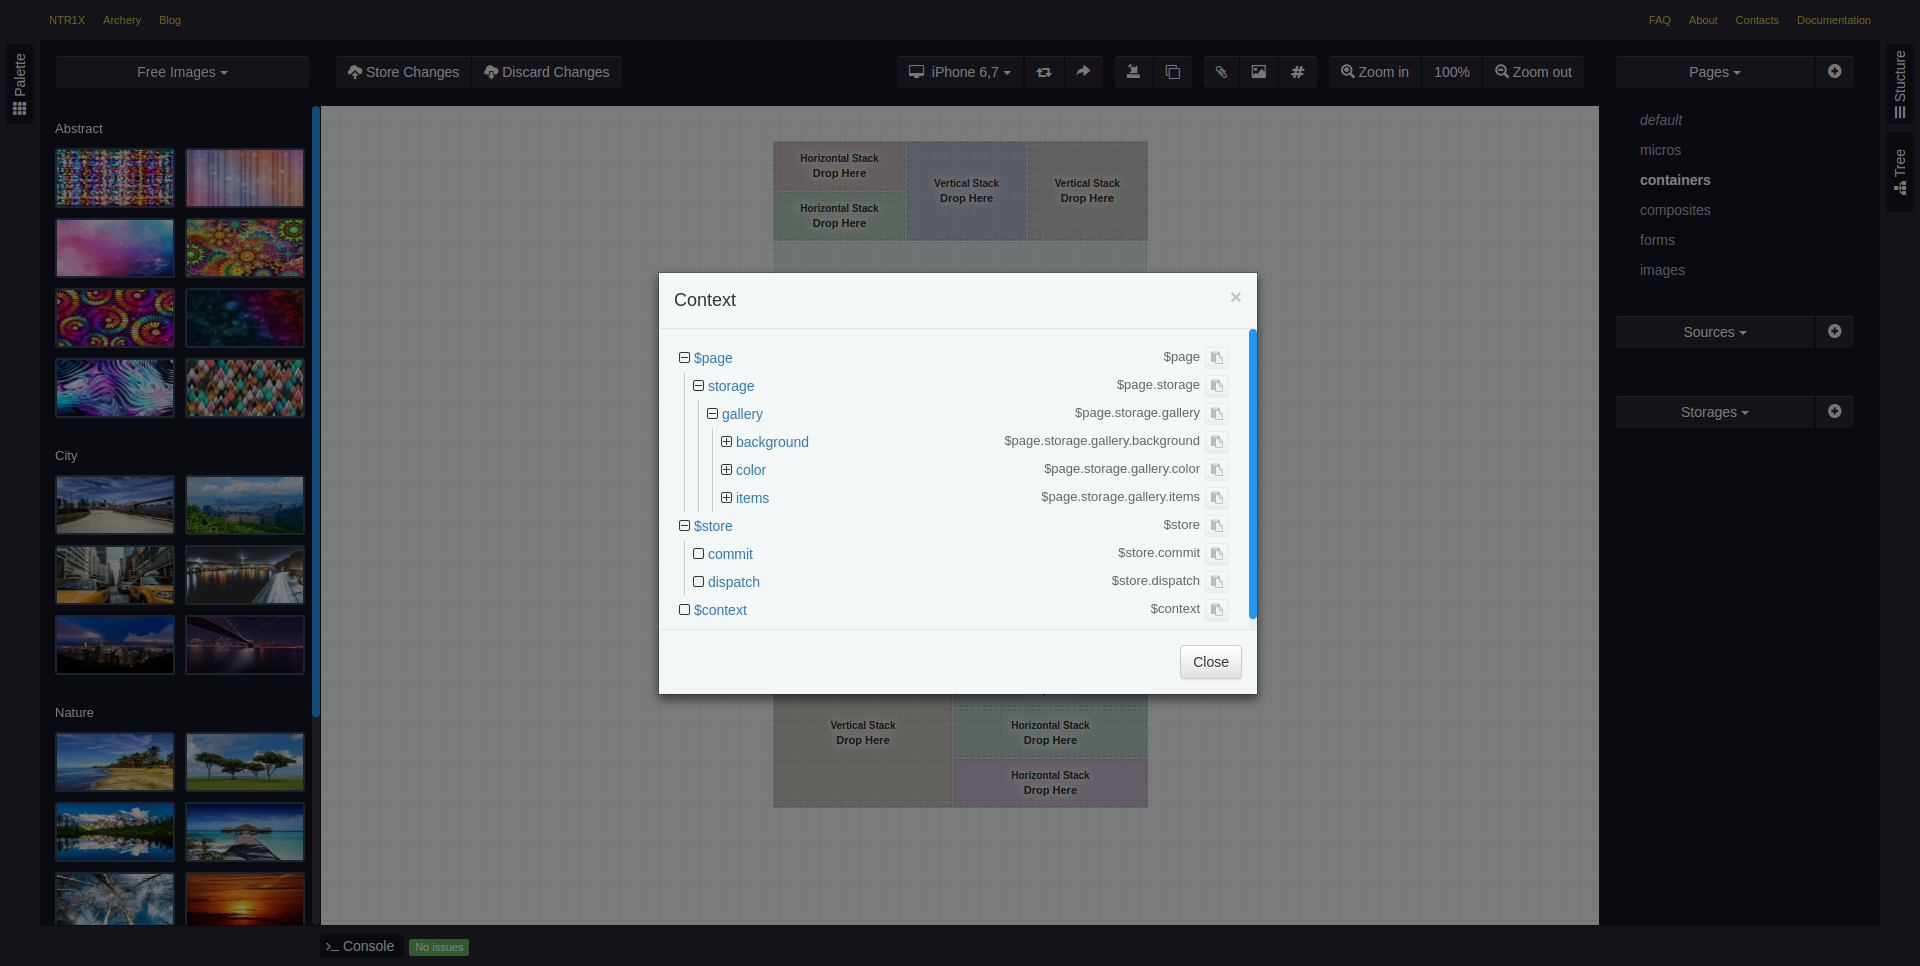 NTR1X Archery Blog
FAQ About Contacts Documentation
Palette
Free Images
Store Changes
Discard Changes
iPhone 6,7
Zoom in
100%
Zoom out
Pages
Stucture
Tree
Abstract
City
Nature
Horizontal Stack
Drop Here
Horizontal Stack
Drop Here
Vertical Stack
Drop Here
Vertical Stack
Drop Here
default
micros
containers
composites
forms
images
Sources
Storages
Context
×
$page $page
storage $page.storage
gallery $page.storage.gallery
background $page.storage.gallery.background
color $page.storage.gallery.color
items $page.storage.gallery.items
$store $store
commit $store.commit
dispatch $store.dispatch
$context $context
Close
Vertical Stack
Drop Here
Horizontal Stack
Drop Here
Horizontal Stack
Drop Here
Console
No issues